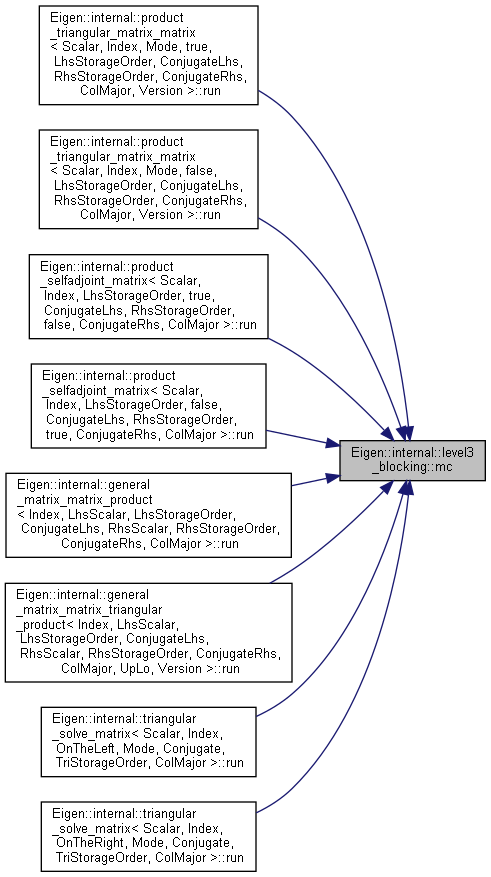 Eigen::internal::product
_triangular_matrix_matrix
< Scalar, Index, Mode, true,
LhsStorageOrder, ConjugateLhs,
RhsStorageOrder, ConjugateRhs,
ColMajor, Version >::run
Eigen::internal::product
_triangular_matrix_matrix
< Scalar, Index, Mode, false,
LhsStorageOrder, ConjugateLhs,
RhsStorageOrder, ConjugateRhs,
ColMajor, Version >::run
Eigen::internal::product
_selfadjoint_matrix< Scalar,
Index, LhsStorageOrder, true,
ConjugateLhs, RhsStorageOrder,
false, ConjugateRhs, ColMajor >::run
Eigen::internal::product
_selfadjoint_matrix< Scalar,
Index, LhsStorageOrder, false,
ConjugateLhs, RhsStorageOrder,
true, ConjugateRhs, ColMajor >::run
Eigen::internal::level3
_blocking::mc
Eigen::internal::general
_matrix_matrix_product
< Index, LhsScalar, LhsStorageOrder,
ConjugateLhs, RhsScalar, RhsStorageOrder,
ConjugateRhs, ColMajor >::run
Eigen::internal::general
_matrix_matrix_triangular
_product< Index, LhsScalar,
LhsStorageOrder, ConjugateLhs,
RhsScalar, RhsStorageOrder, ConjugateRhs,
ColMajor, UpLo, Version >::run
Eigen::internal::triangular
_solve_matrix< Scalar, Index,
OnTheLeft, Mode, Conjugate,
TriStorageOrder, ColMajor >::run
Eigen::internal::triangular
_solve_matrix< Scalar, Index,
OnTheRight, Mode, Conjugate,
TriStorageOrder, ColMajor >::run